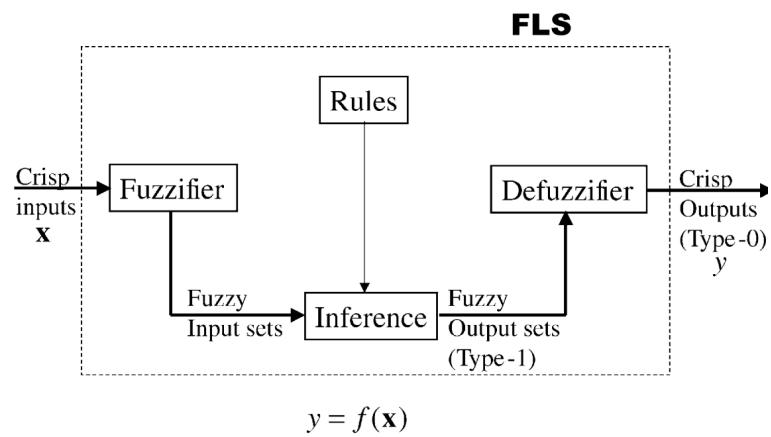 FLS
Rules
Crisp
inputs
x
Fuzzifier
Defuzzifier
Crisp
Outputs
(Type-0)
y
Fuzzy
Input sets
Inference
Fuzzy
Output sets
(Type-1)
y = f(x)